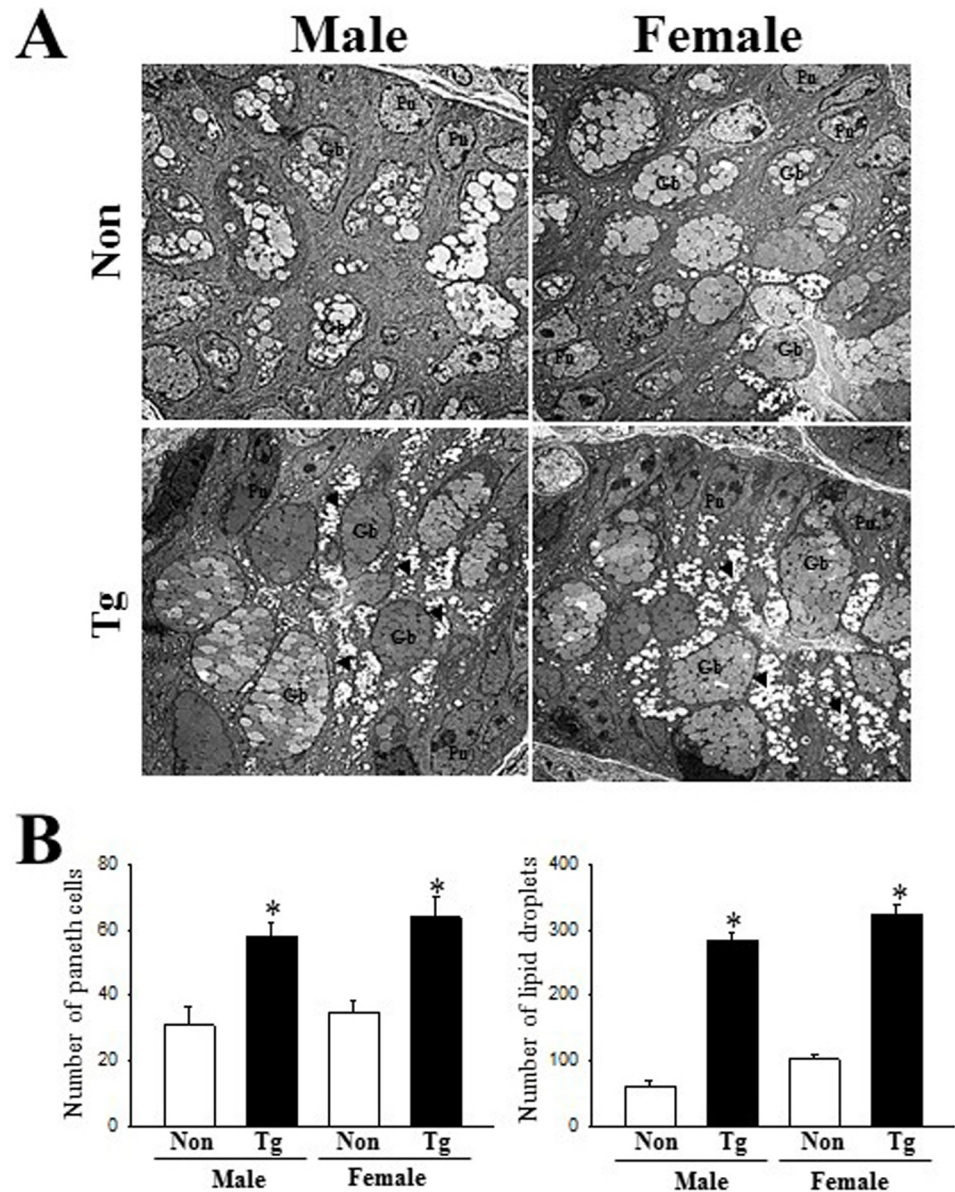 A
Male Female
Non
Pn Pn
Gb Pn Pn
Gb Gb
Gb
Gb
Pn
Tg
Pn Pn Pn
Gb Gb
Gb Gb
Gb
Pn
B
Number of paneth cells
80
60
40
20
0
* *
Non Tg Non Tg
Male Female
Number of lipid droplets
400
300
200
100
0
* *
Non Tg Non Tg
Male Female